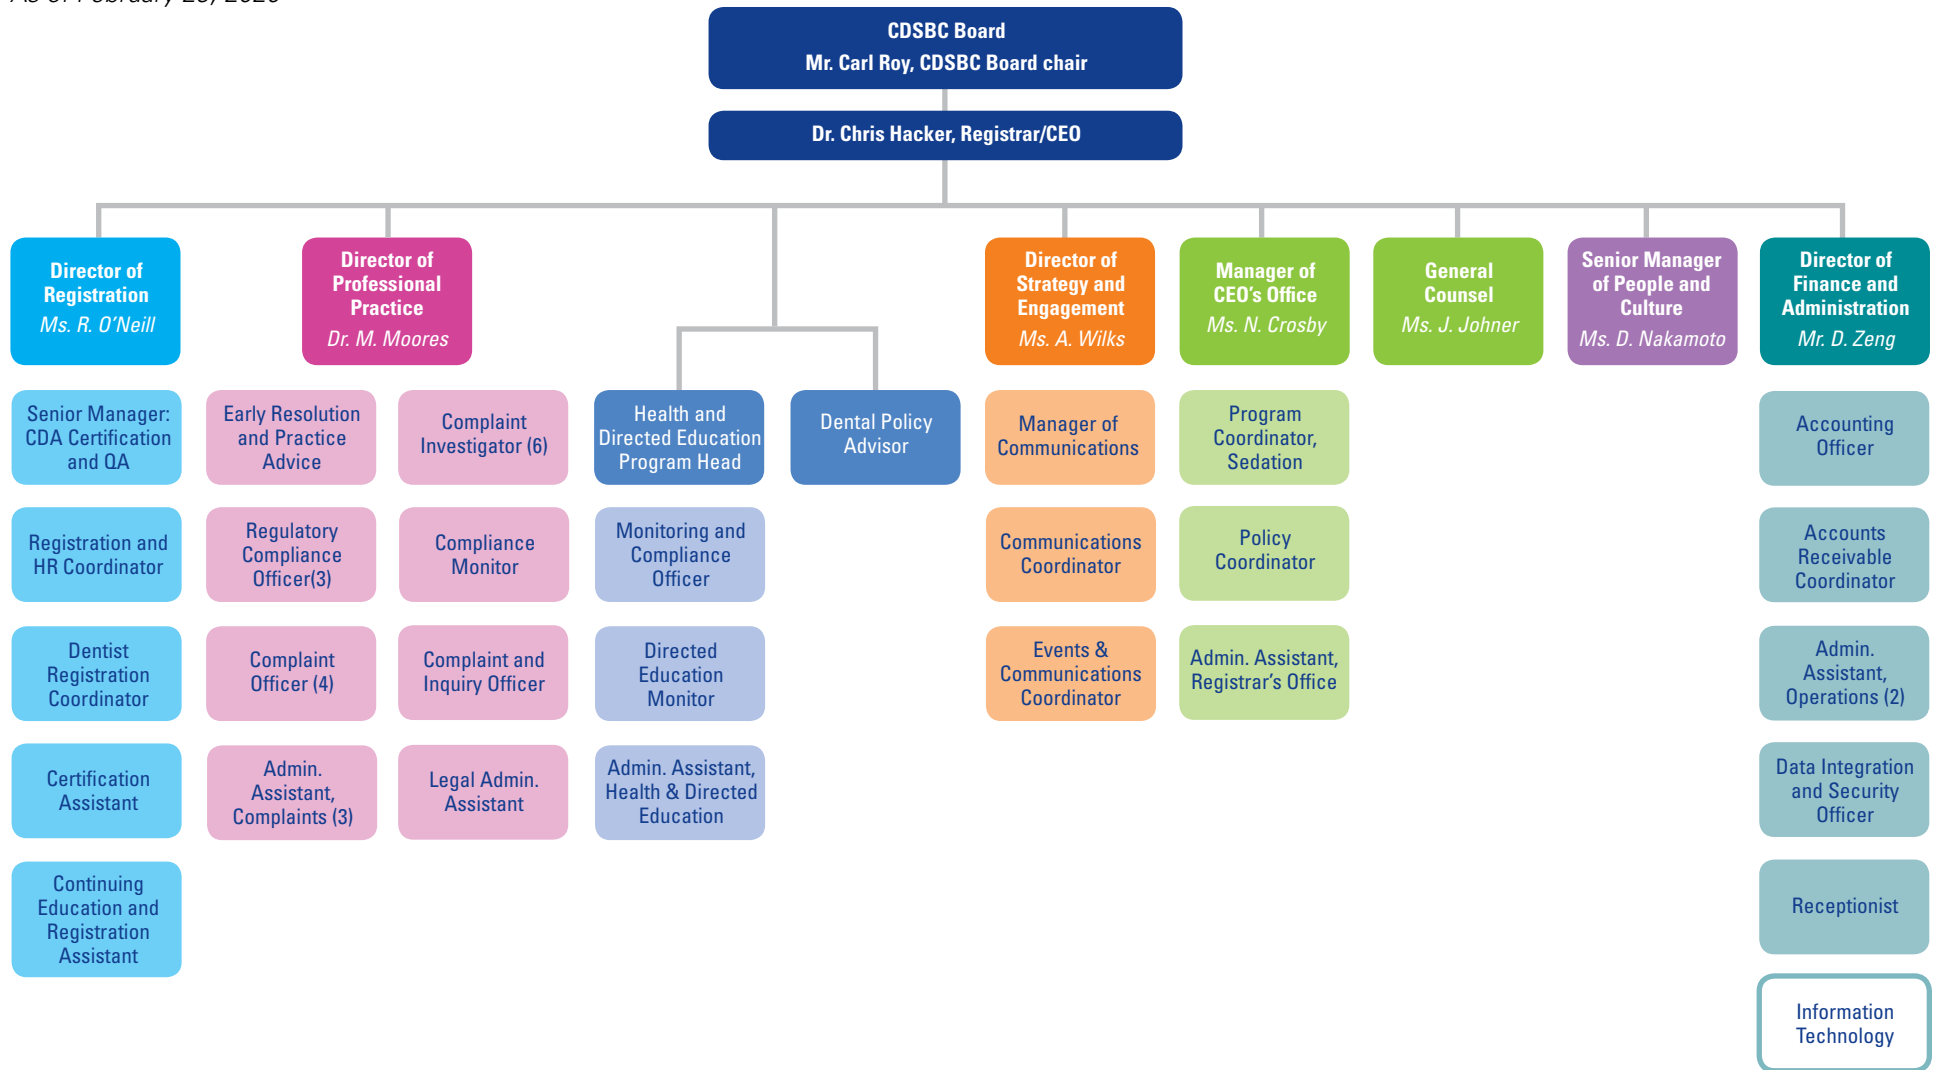 CDSBC Board
Mr. Carl Roy, CDSBC Board chair
Dr. Chris Hacker, Registrar/CEO
Director of
Registration
Ms. R. O'Neill
Director of
Professional
Practice
Dr. M. Moores
Director of
Strategy and
Engagement
Ms. A. Wilks
Manager of
CEO's Office
Ms. N. Crosby
General
Counsel
Ms. J. Johner
Senior Manager
of People and
Culture
Ms. D. Nakamoto
Director of
Finance and
Administration
Mr. D. Zeng
Senior Manager:
CDA Certification
and QA
Early Resolution
and Practice
Advice
Complaint
Investigator (6)
Health and
Directed Education
Program Head
Dental Policy
Advisor
Manager of
Communications
Program
Coordinator,
Sedation
Accounting
Officer
Registration and
HR Coordinator
Regulatory
Compliance
Officer(3)
Compliance
Monitor
Monitoring and
Compliance
Officer
Communications
Coordinator
Policy
Coordinator
Accounts
Receivable
Coordinator
Dentist
Registration
Coordinator
Complaint
Officer (4)
Complaint and
Inquiry Officer
Directed
Education
Monitor
Events &
Communications
Coordinator
Admin. Assistant,
Registrar's Office
Admin.
Assistant,
Operations (2)
Certification
Assistant
Admin.
Assistant,
Complaints (3)
Legal Admin.
Assistant
Admin. Assistant,
Health & Directed
Education
Data Integration
and Security
Officer
Continuing
Education and
Registration
Assistant
Receptionist
Information
Technology